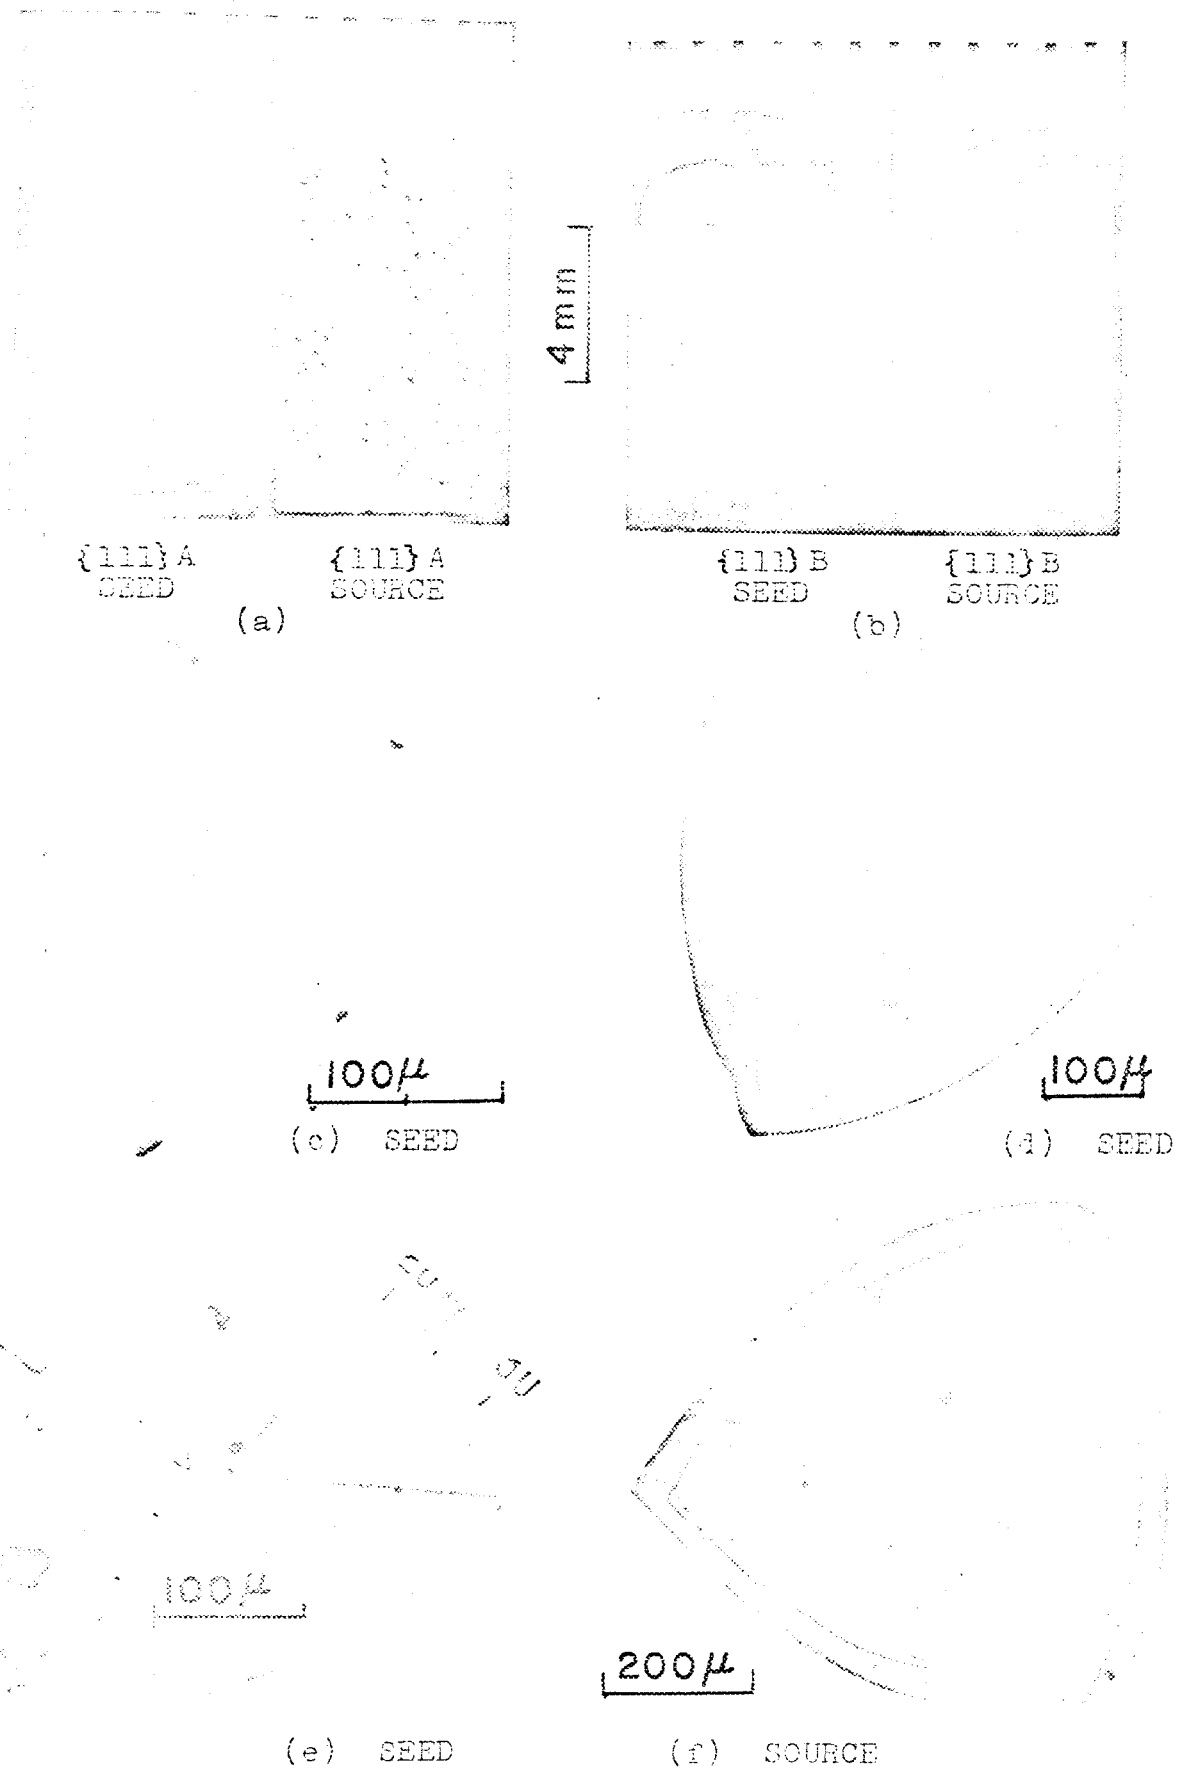 4 mm
{111} A {111} A
SEED SOURCE
(a)
{111} B {111} B
SEED SOURCE
(b)
100μ
(c) SEED
100μ
(d) SEED
100μ
(e) SEED
200μ
(f) SOURCE